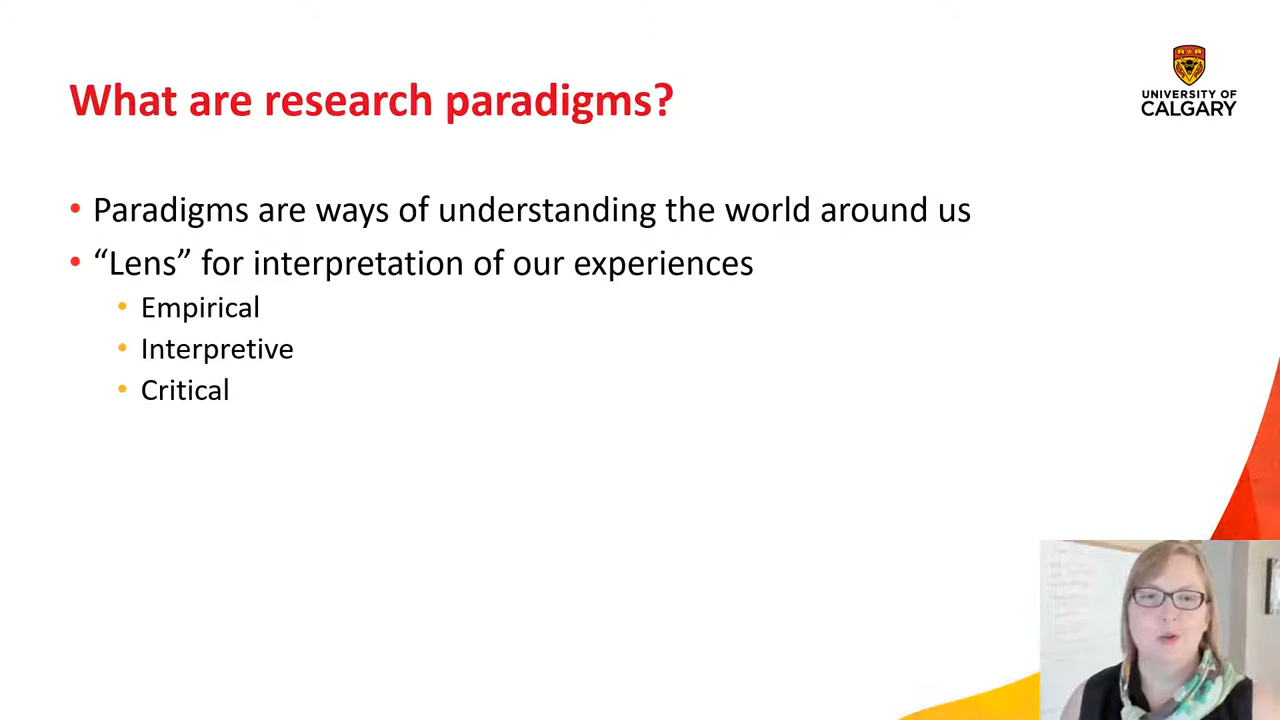 What are research paradigms?
UNIVERSITY OF
CALGARY
• Paradigms are ways of understanding the world around us
• “Lens” for interpretation of our experiences
• Empirical
• Interpretive
• Critical